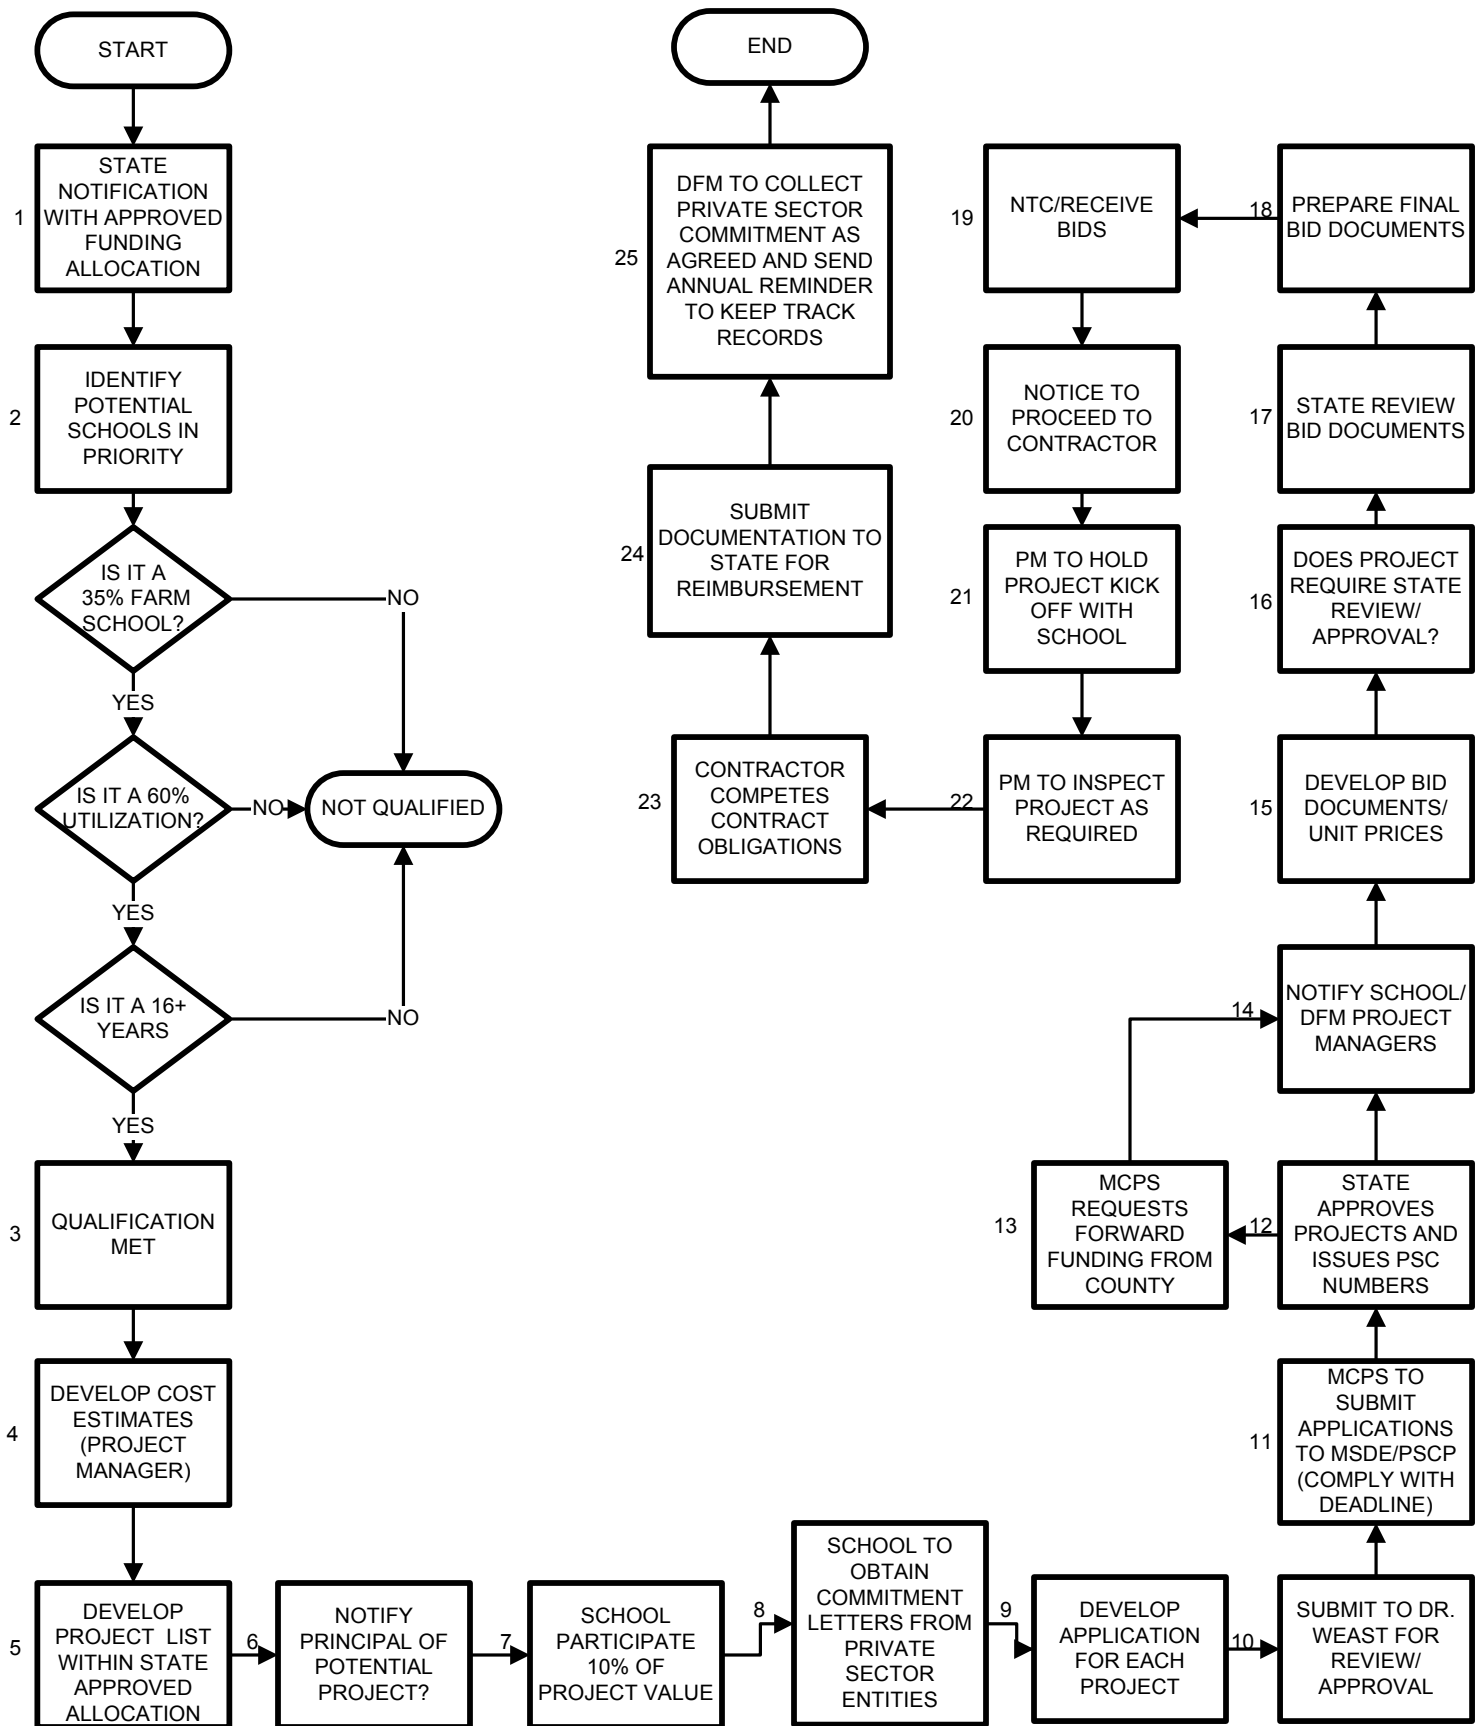 START
1
STATE
NOTIFICATION
WITH APPROVED
FUNDING
ALLOCATION
2
IDENTIFY
POTENTIAL
SCHOOLS IN
PRIORITY
IS IT A
35% FARM
SCHOOL?
NO
YES
IS IT A 60%
UTILIZATION?
NO
NOT QUALIFIED
YES
IS IT A 16+
YEARS
NO
YES
3
QUALIFICATION
MET
4
DEVELOP COST
ESTIMATES
(PROJECT
MANAGER)
5
DEVELOP
PROJECT LIST
WITHIN STATE
APPROVED
ALLOCATION
6
NOTIFY
PRINCIPAL OF
POTENTIAL
PROJECT?
7
SCHOOL
PARTICIPATE
10% OF
PROJECT VALUE
8
SCHOOL TO
OBTAIN
COMMITMENT
LETTERS FROM
PRIVATE
SECTOR
ENTITIES
9
DEVELOP
APPLICATION
FOR EACH
PROJECT
10
SUBMIT TO DR.
WEAST FOR
REVIEW/
APPROVAL
11
MCPS TO
SUBMIT
APPLICATIONS
TO MSDE/PSCP
(COMPLY WITH
DEADLINE)
12
STATE
APPROVES
PROJECTS AND
ISSUES PSC
NUMBERS
13
MCPS
REQUESTS
FORWARD
FUNDING FROM
COUNTY
14
NOTIFY SCHOOL/
DFM PROJECT
MANAGERS
15
DEVELOP BID
DOCUMENTS/
UNIT PRICES
16
DOES PROJECT
REQUIRE STATE
REVIEW/
APPROVAL?
17
STATE REVIEW
BID DOCUMENTS
18
PREPARE FINAL
BID DOCUMENTS
19
NTC/RECEIVE
BIDS
20
NOTICE TO
PROCEED TO
CONTRACTOR
21
PM TO HOLD
PROJECT KICK
OFF WITH
SCHOOL
22
PM TO INSPECT
PROJECT AS
REQUIRED
23
CONTRACTOR
COMPETES
CONTRACT
OBLIGATIONS
24
SUBMIT
DOCUMENTATION TO
STATE FOR
REIMBURSEMENT
25
DFM TO COLLECT
PRIVATE SECTOR
COMMITMENT AS
AGREED AND SEND
ANNUAL REMINDER
TO KEEP TRACK
RECORDS
END